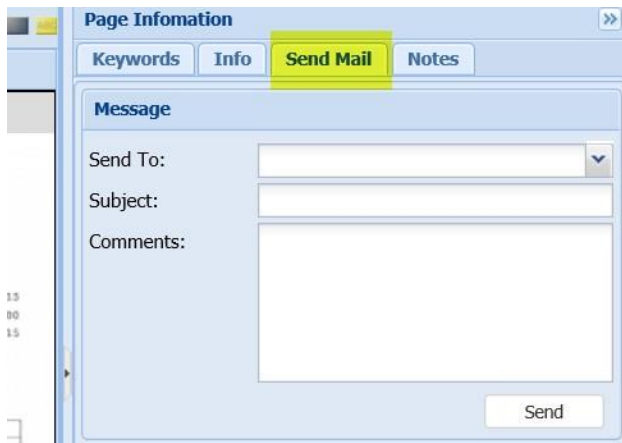 Page Infomation
Keywords Info Send Mail Notes
Message
Send To:
Subject:
Comments:
Send